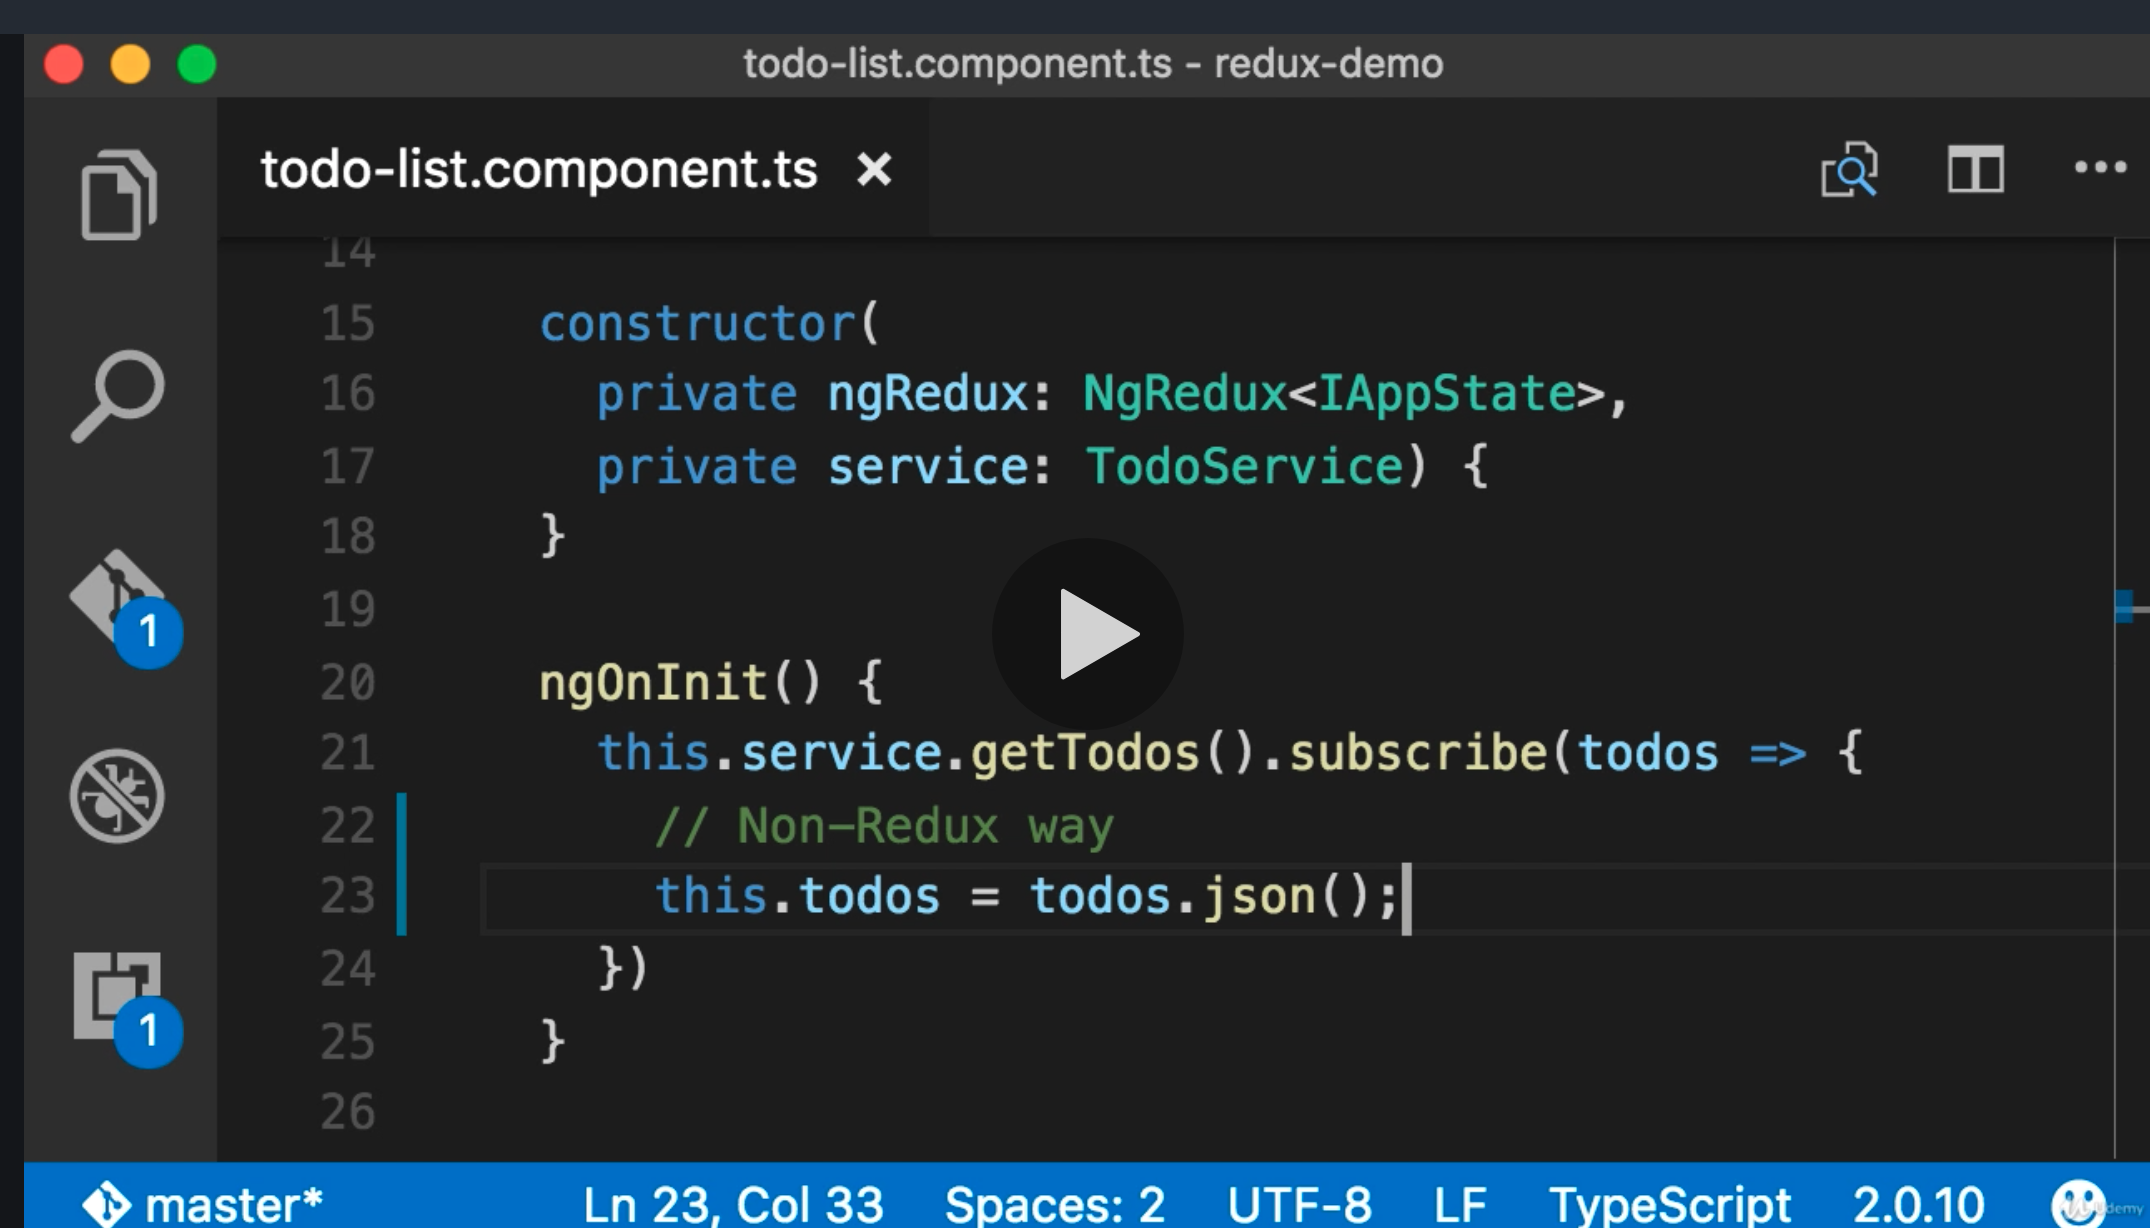 todo-list.component.ts - redux-demo
todo-list.component.ts
14
15 constructor(
16 private ngRedux: NgRedux<IAppState>,
17 private service: TodoService) {
18 }
19
20 ngOnInit() {
21 this.service.getTodos().subscribe(todos => {
22 // Non-Redux way
23 this.todos = todos.json();
24 })
25 }
26
1
1
master* Ln 23, Col 33 Spaces: 2 UTF-8 LF TypeScript 2.0.10
Udemy